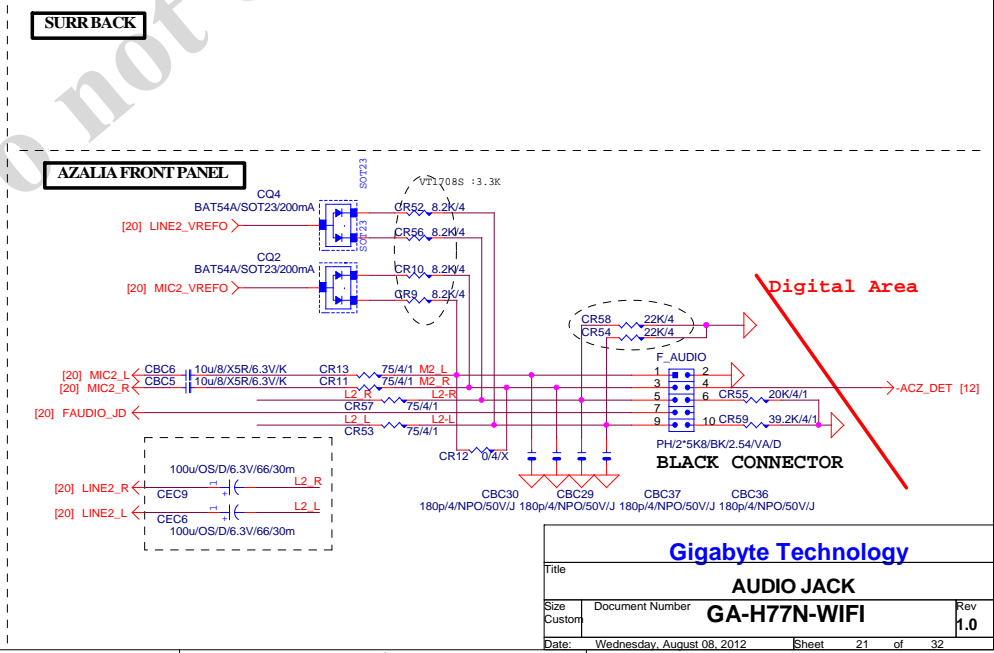 SURR BACK
o not
AZALIA FRONT PANEL
SOT23
VT1708S :3.3K
CQ4
BAT54A/SOT23/200mA
CR52 8.2K/4
[20] LINE2_VREFO
SOT23
CR56 8.2K/4
CQ2
BAT54A/SOT23/200mA
CR10 8.2K/4
[20] MIC2_VREFO
CR9 8.2K/4
Digital Area
CR58 22K/4
CR54 22K/4
F_AUDIO
[20] MIC2_L CBC6 10u/8/X5R/6.3V/K CR13 75/4/1 M2_L 1 2
[20] MIC2_R CBC5 10u/8/X5R/6.3V/K CR11 75/4/1 M2_R 3 4 -ACZ_DET [12]
L2_R L2-R 5 6 CR55 20K/4/1
CR57 75/4/1
[20] FAUDIO_JD 7
L2_L L2-L 9 10 CR59 39.2K/4/1
CR53 75/4/1
PH/2*5K8/BK/2.54/VA/D
CR12 0/4/X
BLACK CONNECTOR
100u/OS/D/6.3V/66/30m
[20] LINE2_R 1 + L2_R
CEC9
[20] LINE2_L 1 + L2_L
CEC6
100u/OS/D/6.3V/66/30m
CBC30 CBC29 CBC37 CBC36
180p/4/NPO/50V/J 180p/4/NPO/50V/J 180p/4/NPO/50V/J 180p/4/NPO/50V/J
Gigabyte Technology
Title
AUDIO JACK
Size Document Number Rev
Custom GA-H77N-WIFI 1.0
Date: Wednesday, August 08, 2012 Sheet 21 of 32